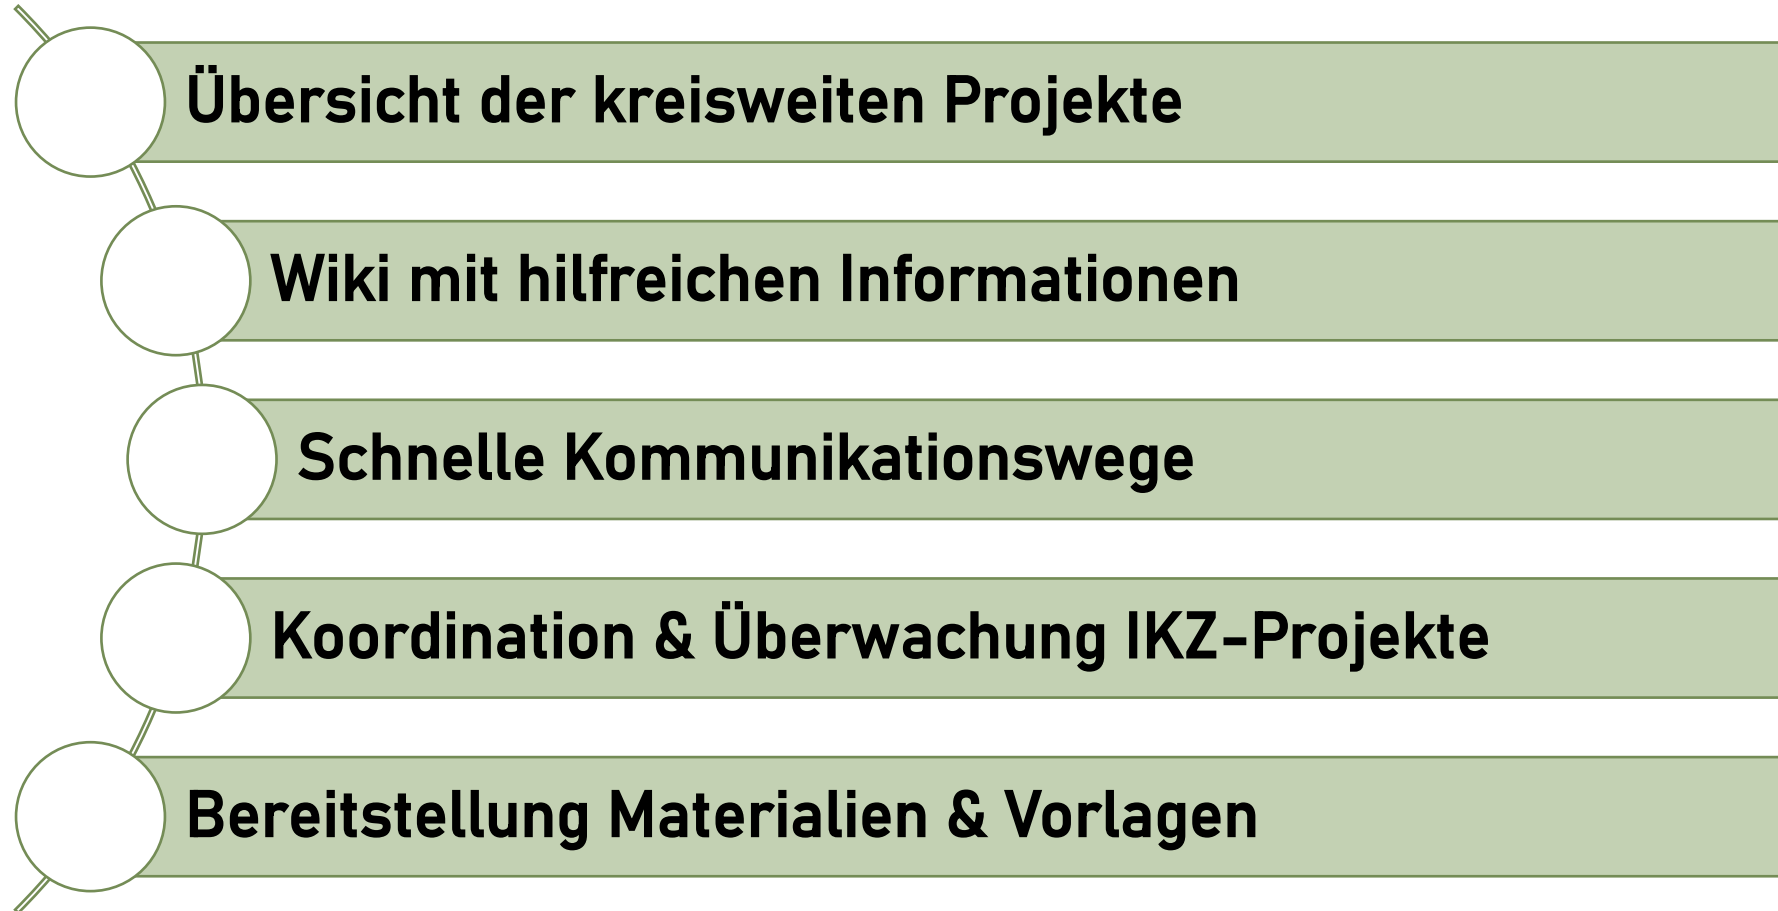 Übersicht der kreisweiten Projekte
Wiki mit hilfreichen Informationen
Schnelle Kommunikationswege
Koordination & Überwachung IKZ-Projekte
Bereitstellung Materialien & Vorlagen